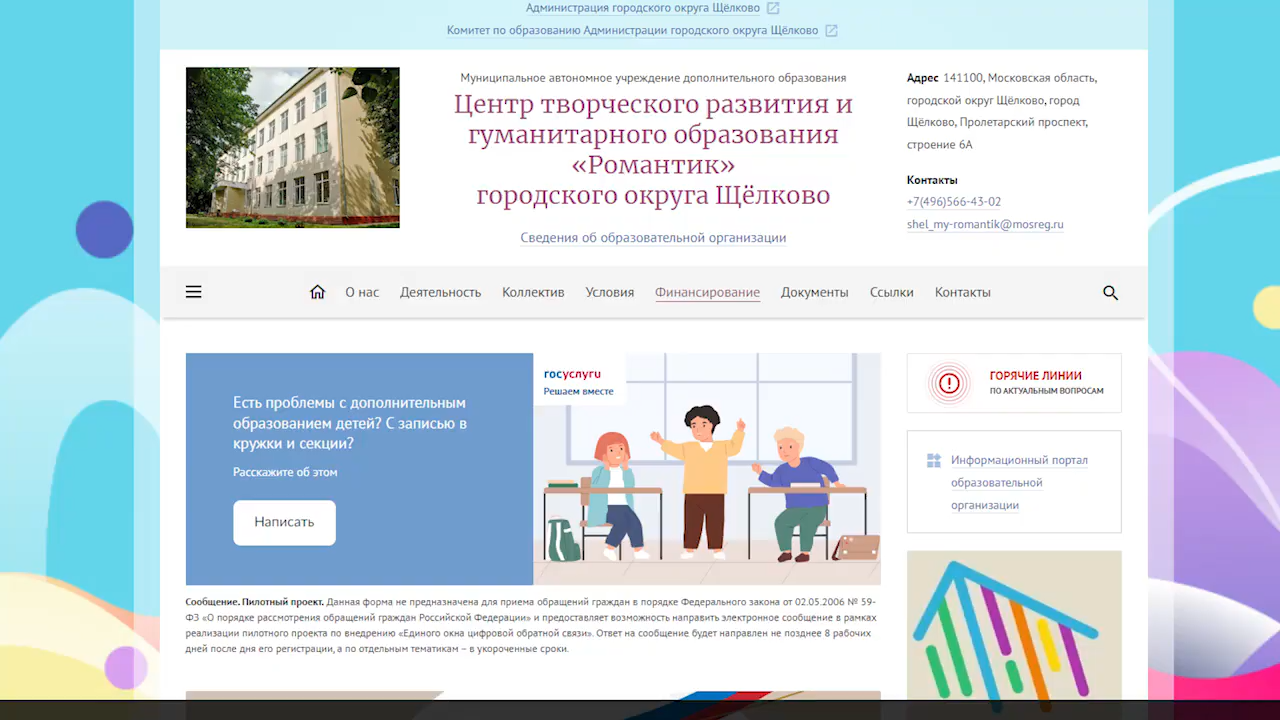 Администрация городского округа Щёлково
Комитет по образованию Администрации городского округа Щёлково
Муниципальное автономное учреждение дополнительного образования
Центр творческого развития и
гуманитарного образования
«Романтик»
городского округа Щёлково
Сведения об образовательной организации
Адрес 141100, Московская область,
городской округ Щёлково, город
Щёлково, Пролетарский проспект,
строение 6А
Контакты
+7(496)566-43-02
shel_my-romantik@mosreg.ru
О нас Деятельность Коллектив Условия Финансирование Документы Ссылки Контакты
Есть проблемы с дополнительным
образованием детей? С записью в
кружки и секции?
Расскажите об этом
Написать
госуслуги
Решаем вместе
Сообщение. Пилотный проект. Данная форма не предназначена для приема обращений граждан в порядке Федерального закона от 02.05.2006 № 59-
ФЗ «О порядке рассмотрения обращений граждан Российской Федерации» и предоставляет возможность направить электронное сообщение в рамках
реализации пилотного проекта по внедрению «Единого окна цифровой обратной связи». Ответ на сообщение будет направлен не позднее 8 рабочих
дней после дня его регистрации, а по отдельным тематикам – в укороченные сроки.
ГОРЯЧИЕ ЛИНИИ
ПО АКТУАЛЬНЫМ ВОПРОСАМ
Информационный портал
образовательной
организации